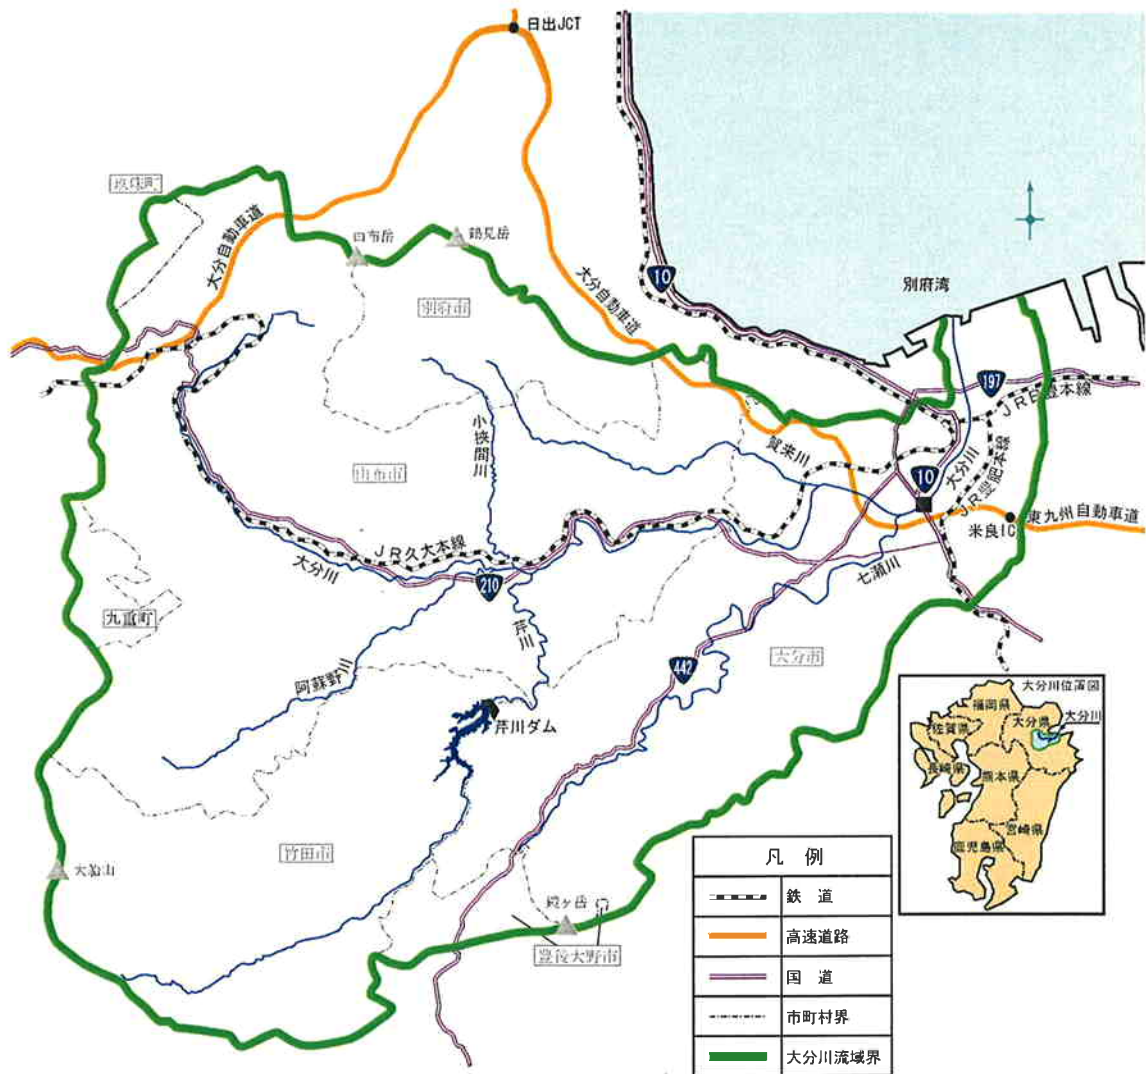 日出JCT
玖珠町
大分自動車道
由布岳
鶴見岳
10
別府湾
別府市
大分自動車道
197
JR日豊本線
小挾間川
賀来川
大分川
JR豊肥本線
由布市
10
米良IC
東九州自動車道
JR久大本線
大分川
210
七瀬川
芹川
九重町
大分市
442
阿蘇野川
芹川ダム
大分川位置図
福岡県
大分県
大分川
佐賀県
長崎県
熊本県
宮崎県
鹿児島県
竹田市
大船山
鎧ヶ岳
豊後大野市
凡 例
鉄 道
高速道路
国 道
市町村界
大分川流域界